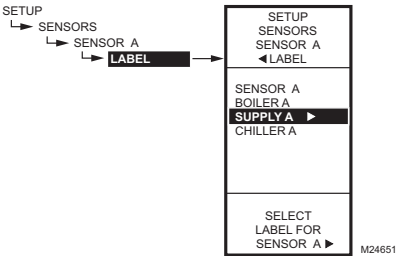 SETUP
SENSORS
SENSOR A
LABEL
SETUP
SENSORS
SENSOR A
◄LABEL
SENSOR A
BOILER A
SUPPLY A ►
CHILLER A
SELECT
LABEL FOR
SENSOR A►
M24651